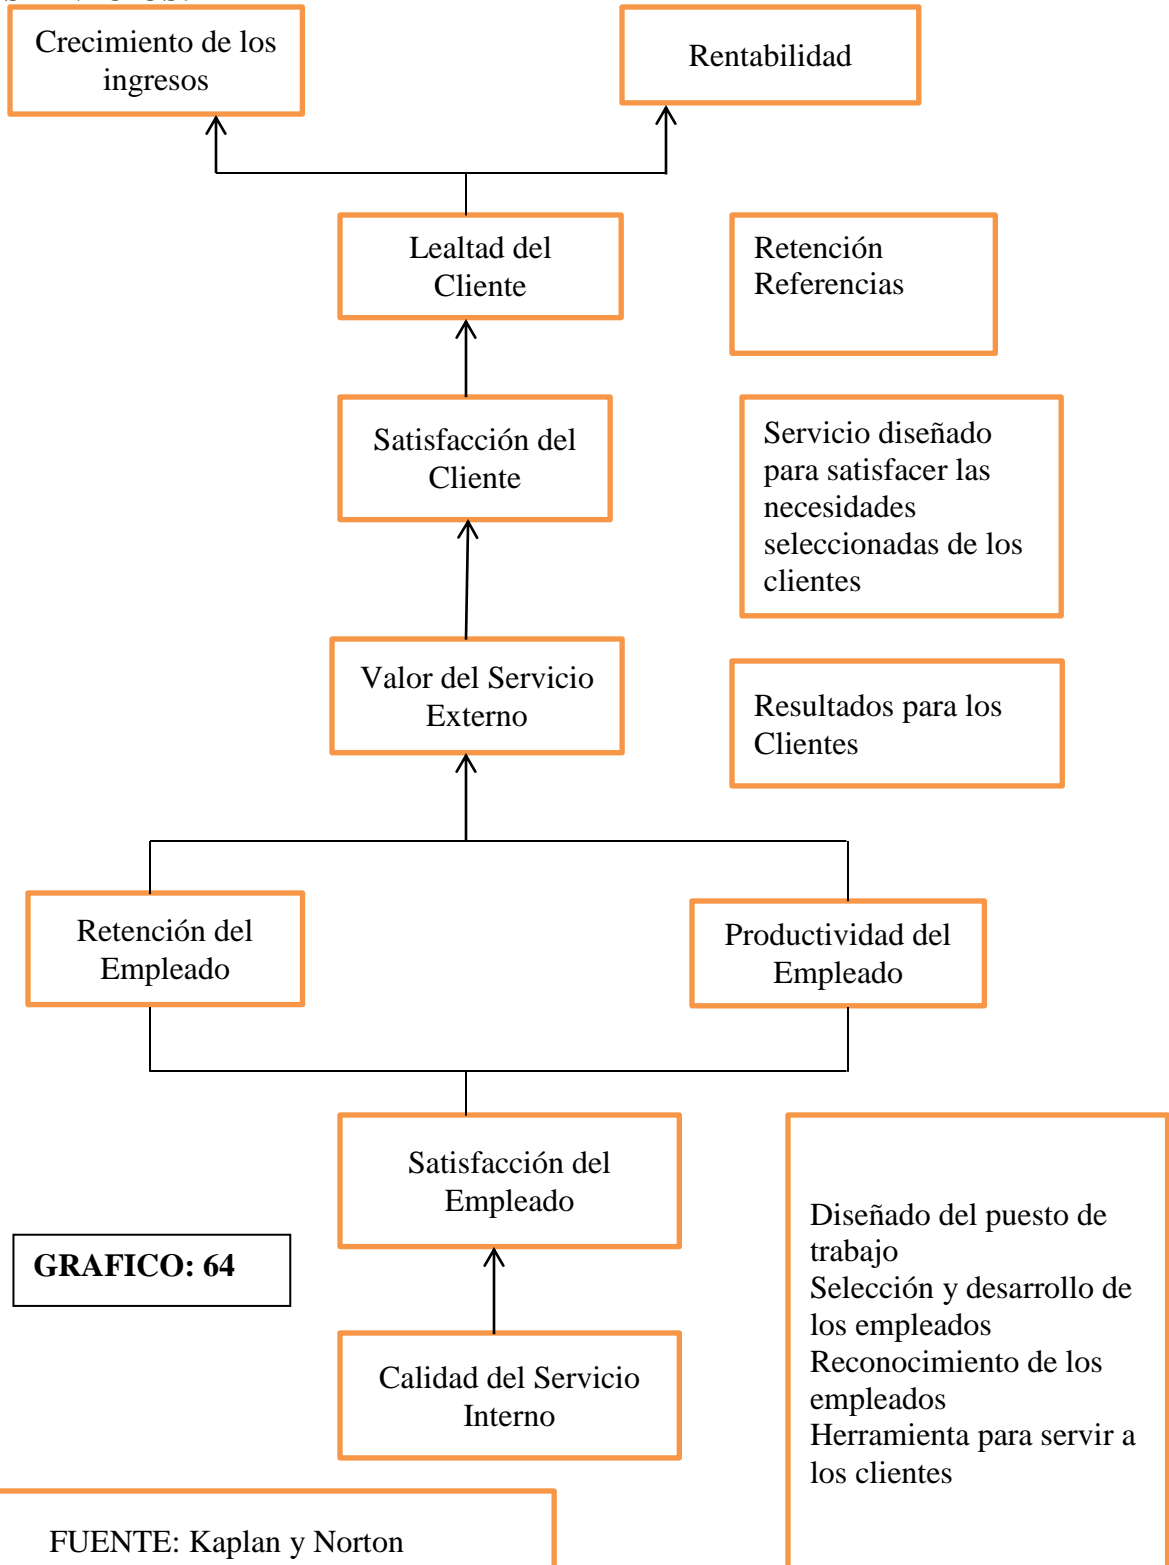 Crecimiento de los
ingresos
Rentabilidad
Lealtad del
Cliente
Retención
Referencias
Satisfacción del
Cliente
Servicio diseñado
para satisfacer las
necesidades
seleccionadas de los
clientes
Valor del Servicio
Externo
Resultados para los
Clientes
Retención del
Empleado
Productividad del
Empleado
Satisfacción del
Empleado
Diseñado del puesto de
trabajo
Selección y desarrollo de
los empleados
Reconocimiento de los
empleados
Herramienta para servir a
los clientes
GRAFICO: 64
Calidad del Servicio
Interno
FUENTE: Kaplan y Norton